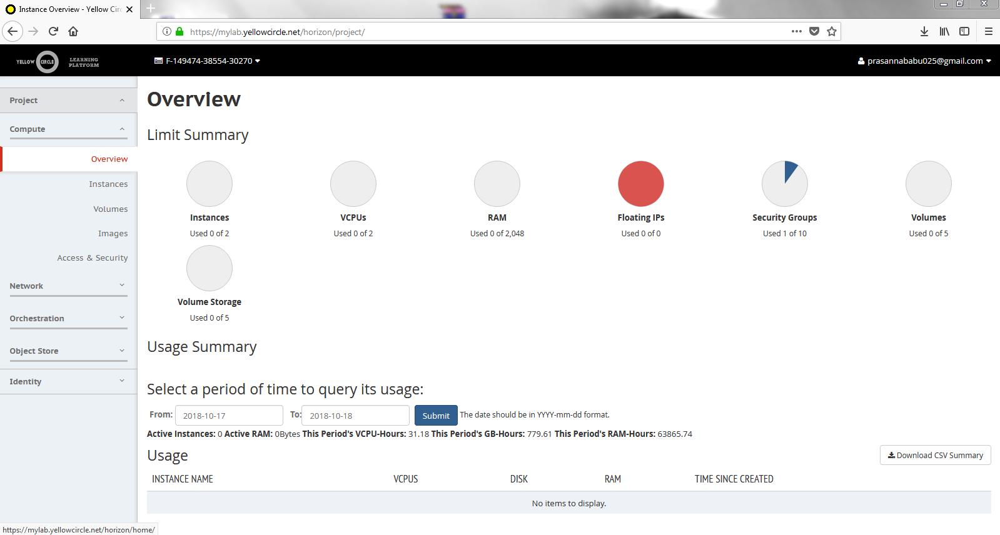 Instance Overview - Yellow Circ
https://mylab.yellowcircle.net/horizon/project/
YELLOW CIRCLE LEARNING PLATFORM
F-149474-38554-30270
prasannababu025@gmail.com
Project
Compute
Overview
Instances
Volumes
Images
Access & Security
Network
Orchestration
Object Store
Identity
Overview
Limit Summary
Instances
Used 0 of 2
VCPUs
Used 0 of 2
RAM
Used 0 of 2,048
Floating IPs
Used 0 of 0
Security Groups
Used 1 of 10
Volumes
Used 0 of 5
Volume Storage
Used 0 of 5
Usage Summary
Select a period of time to query its usage:
From: 2018-10-17 To: 2018-10-18 Submit The date should be in YYYY-mm-dd format.
Active Instances: 0 Active RAM: 0Bytes This Period's VCPU-Hours: 31.18 This Period's GB-Hours: 779.61 This Period's RAM-Hours: 63865.74
Usage
Download CSV Summary
INSTANCE NAME VCPUS DISK RAM TIME SINCE CREATED
No items to display.
https://mylab.yellowcircle.net/horizon/home/